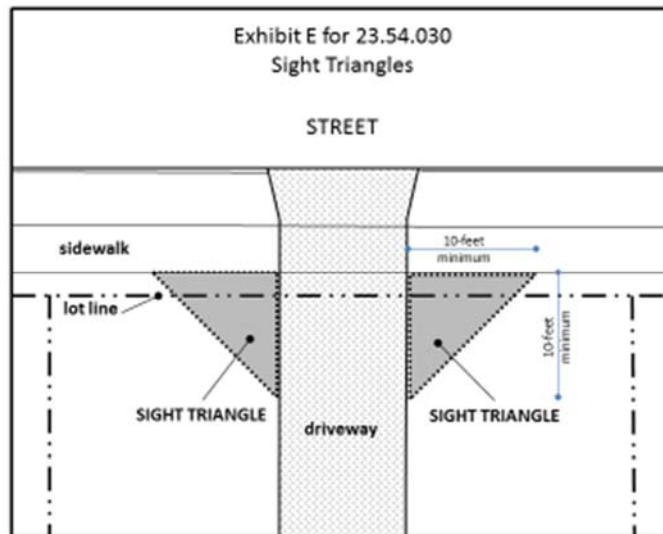 Exhibit E for 23.54.030
Sight Triangles
STREET
sidewalk
10-feet
minimum
lot line
10-feet
minimum
SIGHT TRIANGLE
SIGHT TRIANGLE
driveway